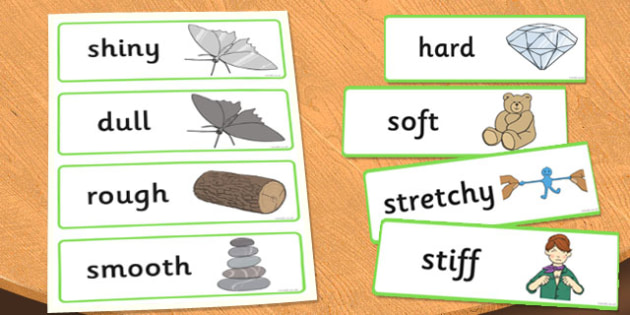 shiny
dull
rough
smooth
hard
soft
stretchy
stiff